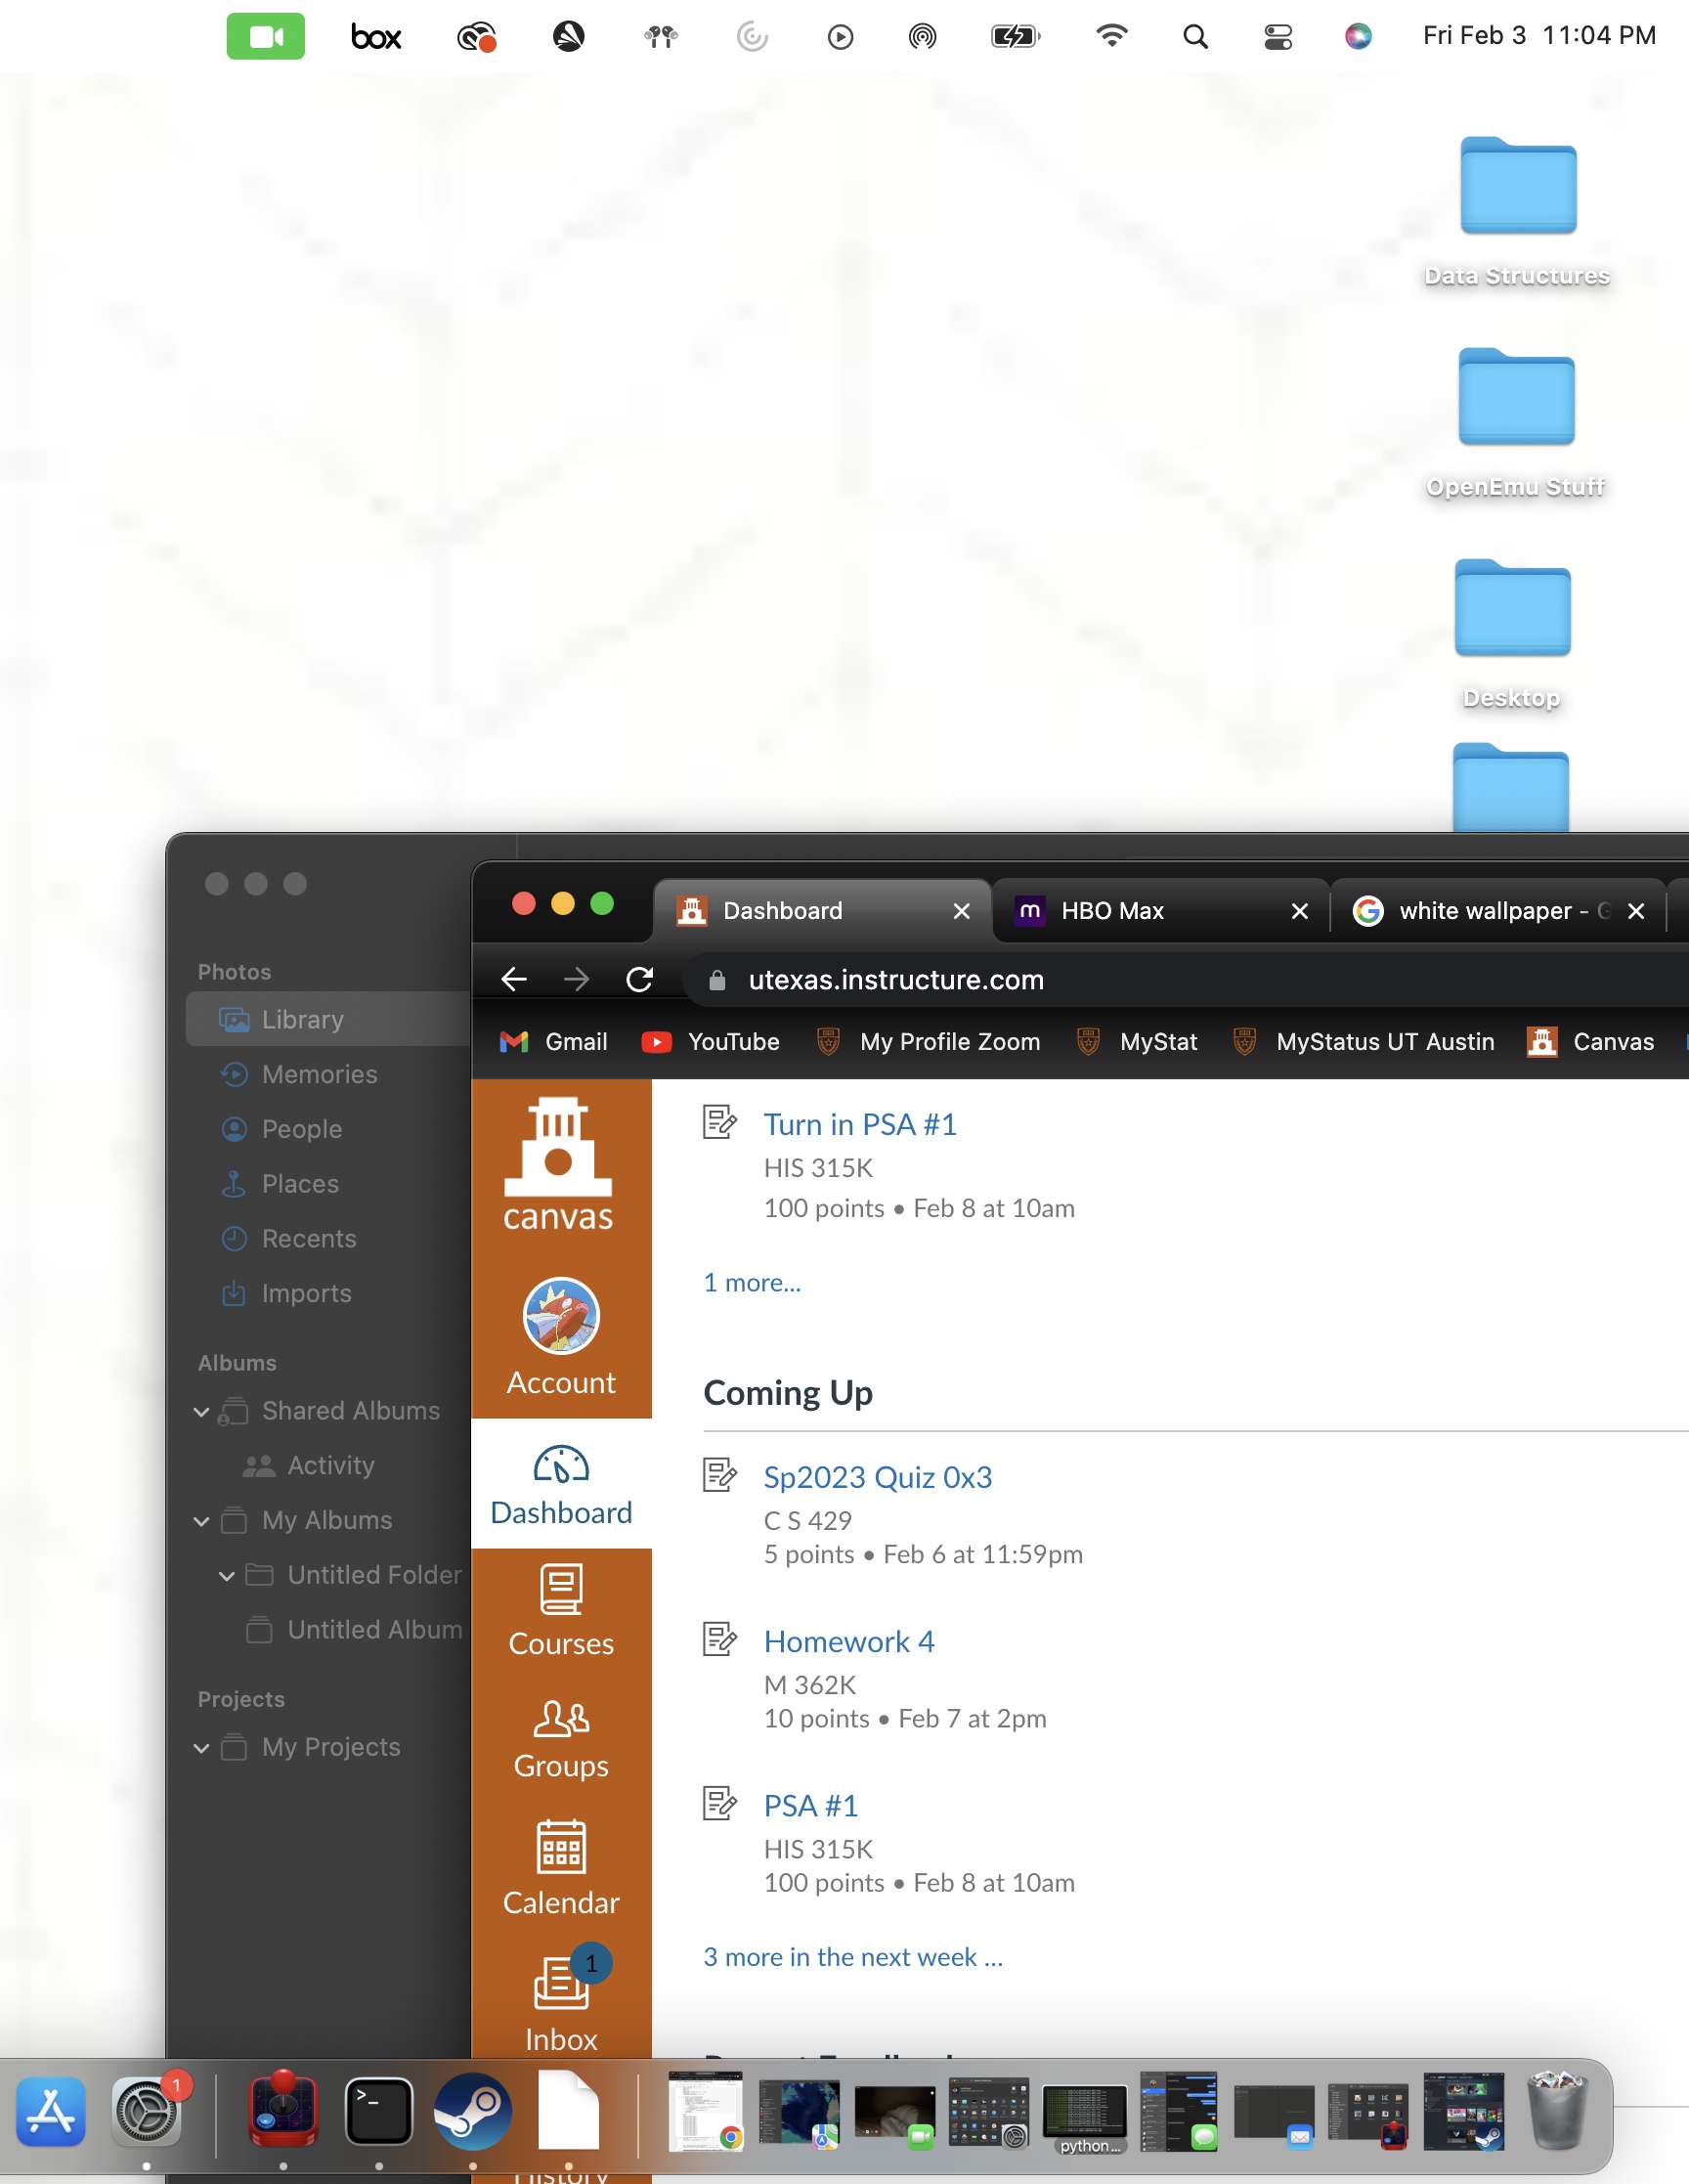 box
Fri Feb 3 11:04 PM
Data Structures
OpenEmu Stuff
Desktop
Dashboard
HBO Max
white wallpaper - G
utexas.instructure.com
Gmail
YouTube
My Profile Zoom
MyStat
MyStatus UT Austin
Canvas
Photos
Library
Memories
People
Places
Recents
Imports
Albums
Shared Albums
Activity
My Albums
Untitled Folder
Untitled Album
Projects
My Projects
canvas
Account
Dashboard
Courses
Groups
Calendar
1
Inbox
History
Turn in PSA #1
HIS 315K
100 points • Feb 8 at 10am
1 more...
Coming Up
Sp2023 Quiz 0x3
C S 429
5 points • Feb 6 at 11:59pm
Homework 4
M 362K
10 points • Feb 7 at 2pm
PSA #1
HIS 315K
100 points • Feb 8 at 10am
3 more in the next week ...
1
>_
python...